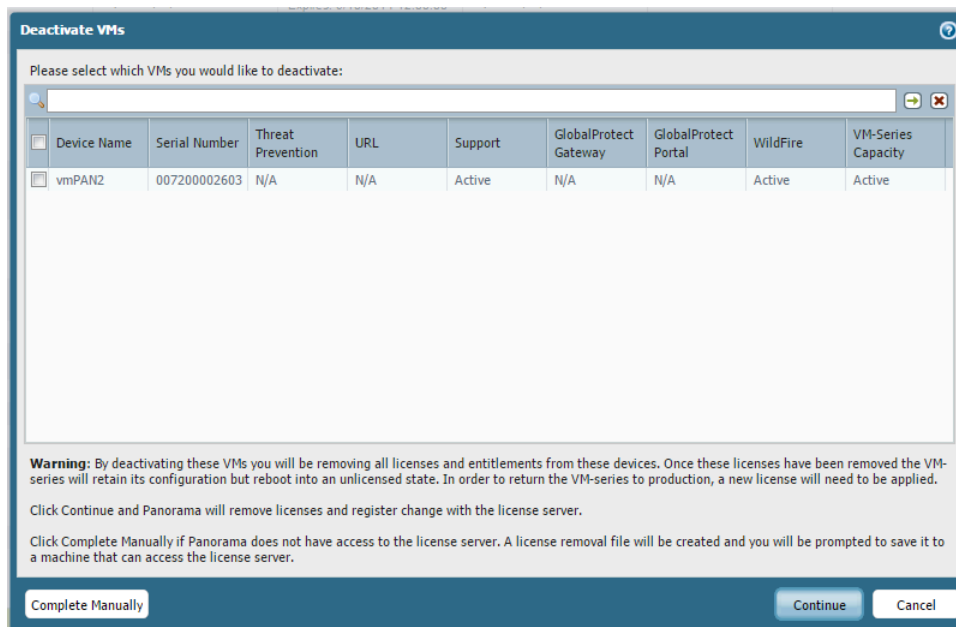 Deactivate VMs
Please select which VMs you would like to deactivate:
Device Name Serial Number Threat Prevention URL Support GlobalProtect Gateway GlobalProtect Portal WildFire VM-Series Capacity
vmPAN2 007200002603 N/A N/A Active N/A N/A Active Active
Warning: By deactivating these VMs you will be removing all licenses and entitlements from these devices. Once these licenses have been removed the VM-
series will retain its configuration but reboot into an unlicensed state. In order to return the VM-series to production, a new license will need to be applied.
Click Continue and Panorama will remove licenses and register change with the license server.
Click Complete Manually if Panorama does not have access to the license server. A license removal file will be created and you will be prompted to save it to
a machine that can access the license server.
Complete Manually Continue Cancel